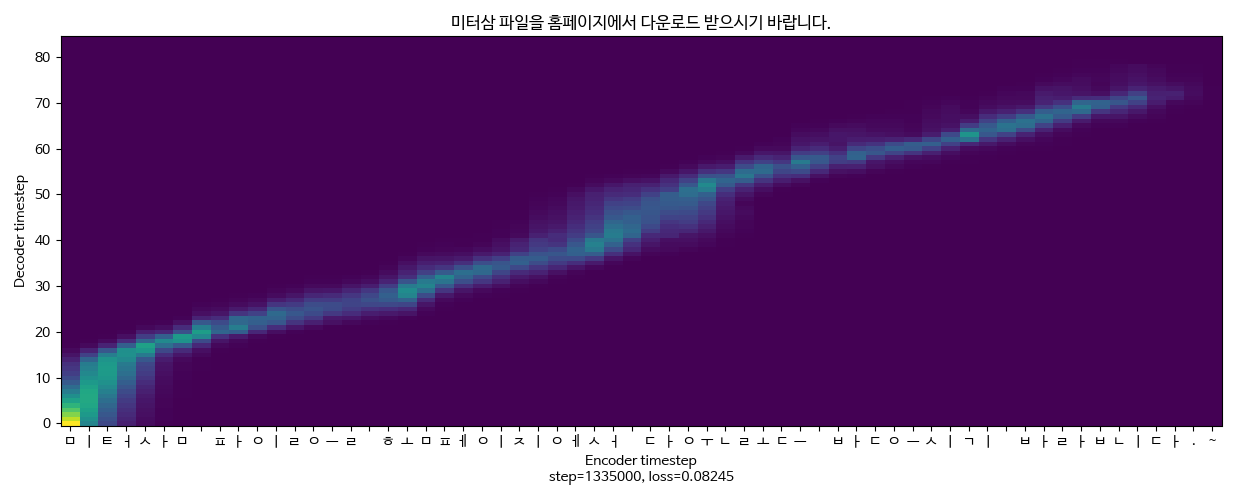 미터삼 파일을 홈페이지에서 다운로드 받으시기 바랍니다.
80
70
60
50
40
30
20
10
0
Decoder timestep
ㅁ ㅣ ㅌ ㅓ ㅅ ㅏ ㅁ ㅍ ㅏ ㅇ ㅣ ㄹ ㅇ ㅡ ㄹ ㅎ ㅗ ㅁ ㅍ ㅔ ㅇ ㅣ ㅈ ㅣ ㅇ ㅔ ㅅ ㅓ ㄷ ㅏ ㅇ ㅜ ㄴ ㄹ ㅗ ㄷ ㅡ ㅂ ㅏ ㄷ ㅇ ㅡ ㅅ ㅣ ㄱ ㅣ ㅂ ㅏ ㄹ ㅏ ㅂ ㄴ ㅣ ㄷ ㅏ . ~
Encoder timestep
step=1335000, loss=0.08245